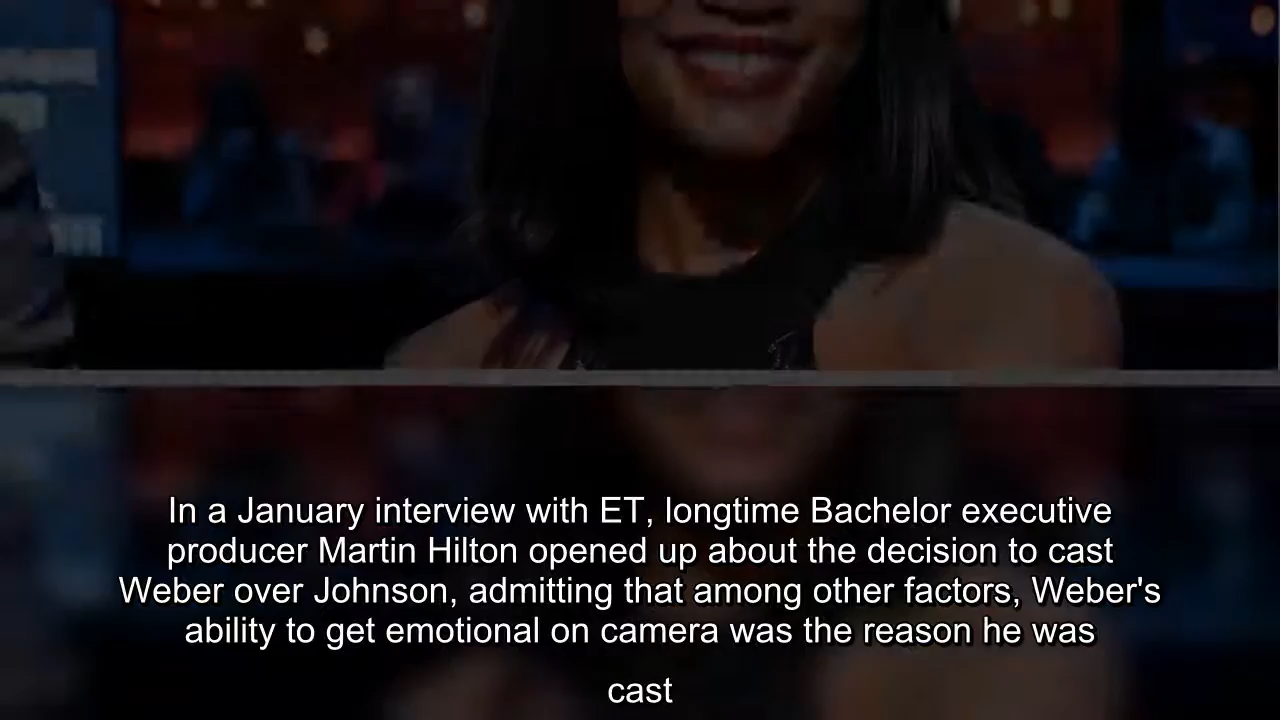 In a January interview with ET, longtime Bachelor executive
producer Martin Hilton opened up about the decision to cast
Weber over Johnson, admitting that among other factors, Weber's
ability to get emotional on camera was the reason he was
cast